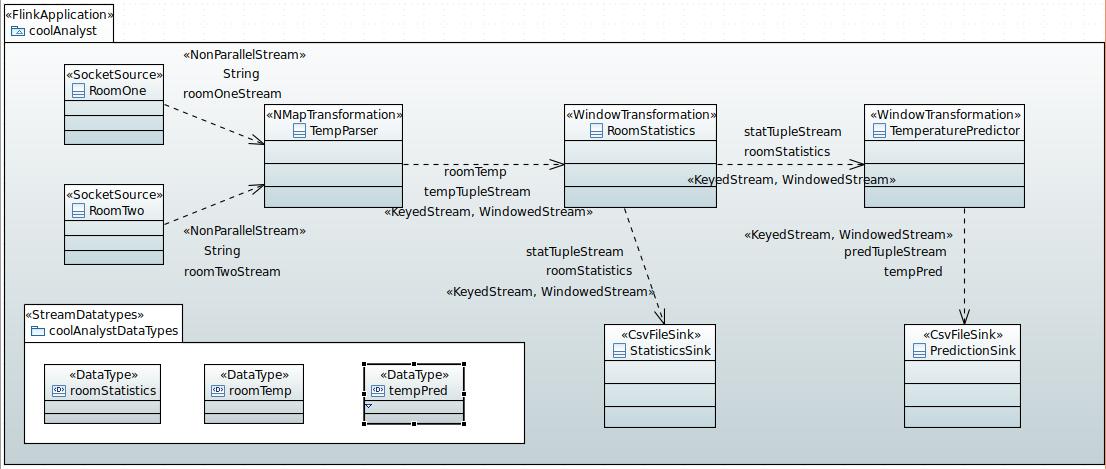 «FlinkApplication»
coolAnalyst
«NonParallelStream»
String
roomOneStream
«SocketSource»
RoomOne
«NMapTransformation»
TempParser
«WindowTransformation»
RoomStatistics
«WindowTransformation»
TemperaturePredictor
statTupleStream
roomStatistics
«KeyedStream, WindowedStream»
roomTemp
tempTupleStream
«KeyedStream, WindowedStream»
«SocketSource»
RoomTwo
«NonParallelStream»
String
roomTwoStream
statTupleStream
roomStatistics
«KeyedStream, WindowedStream»
«KeyedStream, WindowedStream»
predTupleStream
tempPred
«StreamDatatypes»
coolAnalystDataTypes
«DataType»
roomStatistics
«DataType»
roomTemp
«DataType»
tempPred
«CsvFileSink»
StatisticsSink
«CsvFileSink»
PredictionSink